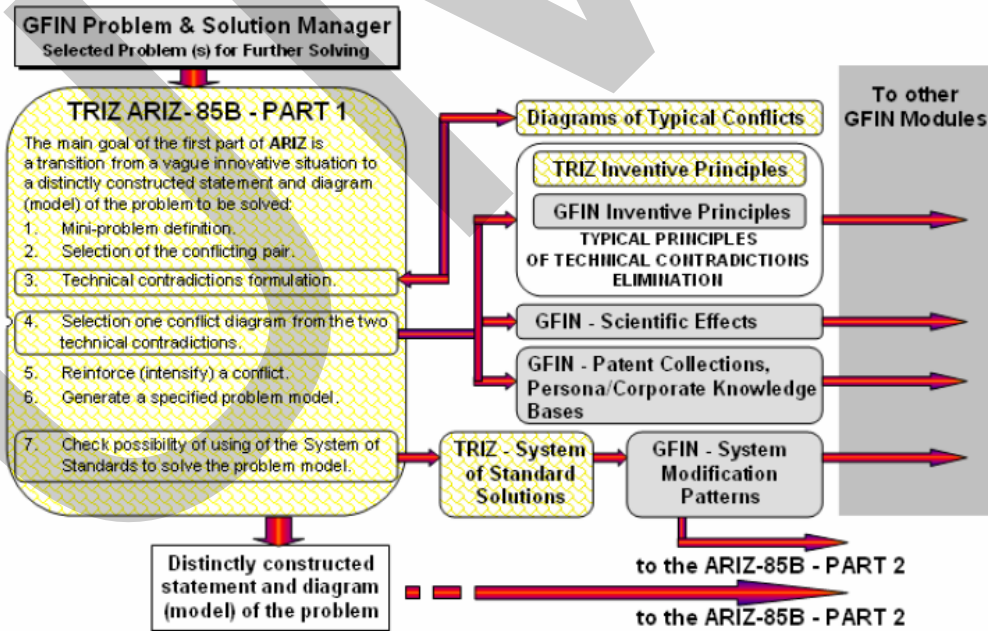 GFIN Problem & Solution Manager
Selected Problem (s) for Further Solving
TRIZ ARIZ- 85B - PART 1
The main goal of the first part of ARIZ is
a transition from a vague innovative situation to
a distinctly constructed statement and diagram
(model) of the problem to be solved:
1. Mini-problem definition.
2. Selection of the conflicting pair.
3. Technical contradictions formulation.
4. Selection one conflict diagram from the two
technical contradictions.
5. Reinforce (intensify) a conflict.
6. Generate a specified problem model.
7. Check possibility of using of the System of
Standards to solve the problem model.
Distinctly constructed
statement and diagram
(model) of the problem
Diagrams of Typical Conflicts
TRIZ Inventive Principles
GFIN Inventive Principles
TYPICAL PRINCIPLES
OF TECHNICAL CONTRADICTIONS
ELIMINATION
GFIN - Scientific Effects
GFIN - Patent Collections,
Persona/Corporate Knowledge
Bases
TRIZ - System
of Standard
Solutions
GFIN - System
Modification
Patterns
To other
GFIN Modules
to the ARIZ-85B - PART 2
to the ARIZ-85B - PART 2